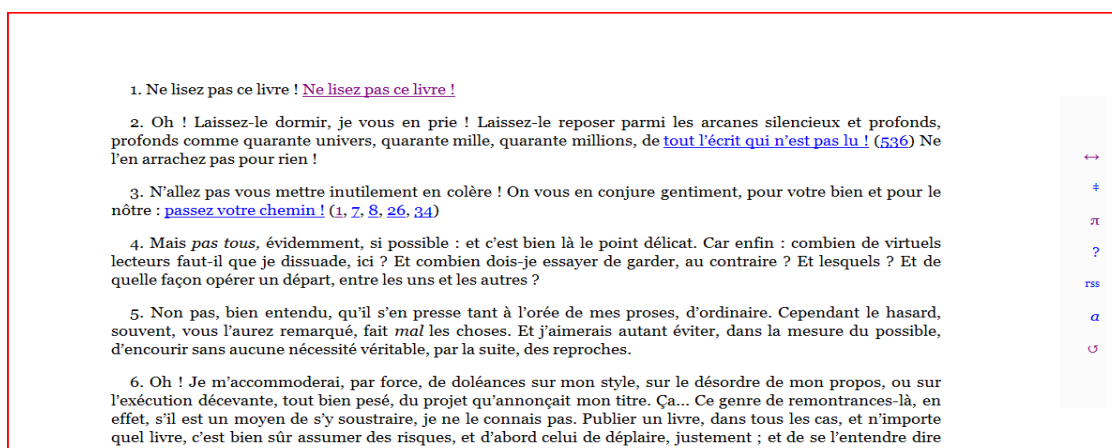 1. Ne lisez pas ce livre ! Ne lisez pas ce livre !
2. Oh ! Laissez-le dormir, je vous en prie ! Laissez-le reposer parmi les arcanes silencieux et profonds,
profonds comme quarante univers, quarante mille, quarante millions, de tout l’écrit qui n’est pas lu ! (536) Ne
l’en arrachez pas pour rien !
3. N’allez pas vous mettre inutilement en colère ! On vous en conjure gentiment, pour votre bien et pour le
nôtre : passez votre chemin ! (1, 7, 8, 26, 34)
4. Mais pas tous, évidemment, si possible : et c’est bien là le point délicat. Car enfin : combien de virtuels
lecteurs faut-il que je dissuade, ici ? Et combien dois-je essayer de garder, au contraire ? Et lesquels ? Et de
quelle façon opérer un départ, entre les uns et les autres ?
5. Non pas, bien entendu, qu’il s’en presse tant à l’orée de mes proses, d’ordinaire. Cependant le hasard,
souvent, vous l’aurez remarqué, fait mal les choses. Et j’aimerais autant éviter, dans la mesure du possible,
d’encourir sans aucune nécessité véritable, par la suite, des reproches.
6. Oh ! Je m’accommoderai, par force, de doléances sur mon style, sur le désordre de mon propos, ou sur
l’exécution décevante, tout bien pesé, du projet qu’annonçait mon titre. Ça... Ce genre de remontrances-là, en
effet, s’il est un moyen de s’y soustraire, je ne le connais pas. Publier un livre, dans tous les cas, et n’importe
quel livre, c’est bien sûr assumer des risques, et d’abord celui de déplaire, justement ; et de se l’entendre dire
↔
ǂ
π
?
rss
a
↺